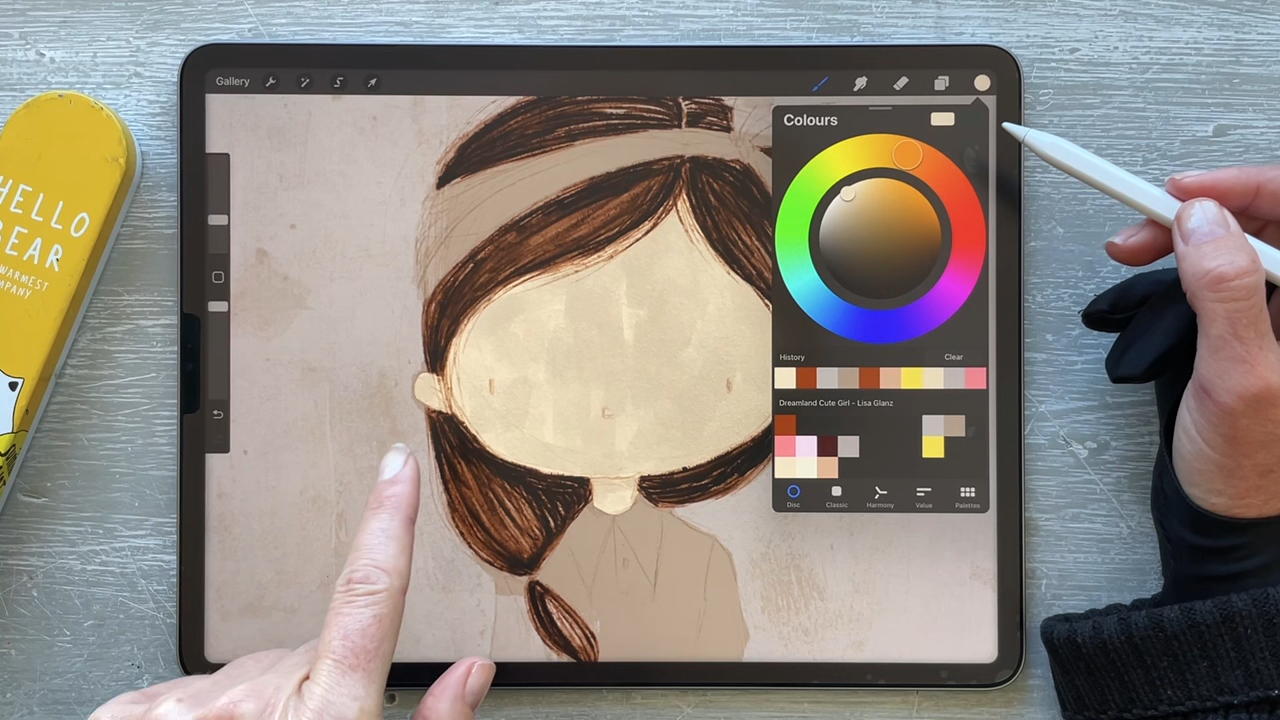 Gallery
Colours
HELLO
BEAR
WARMEST
MPANY
History
Clear
Dreamland Cute Girl - Lisa Glanz
Disc
Classic
Harmony
Value
Palettes